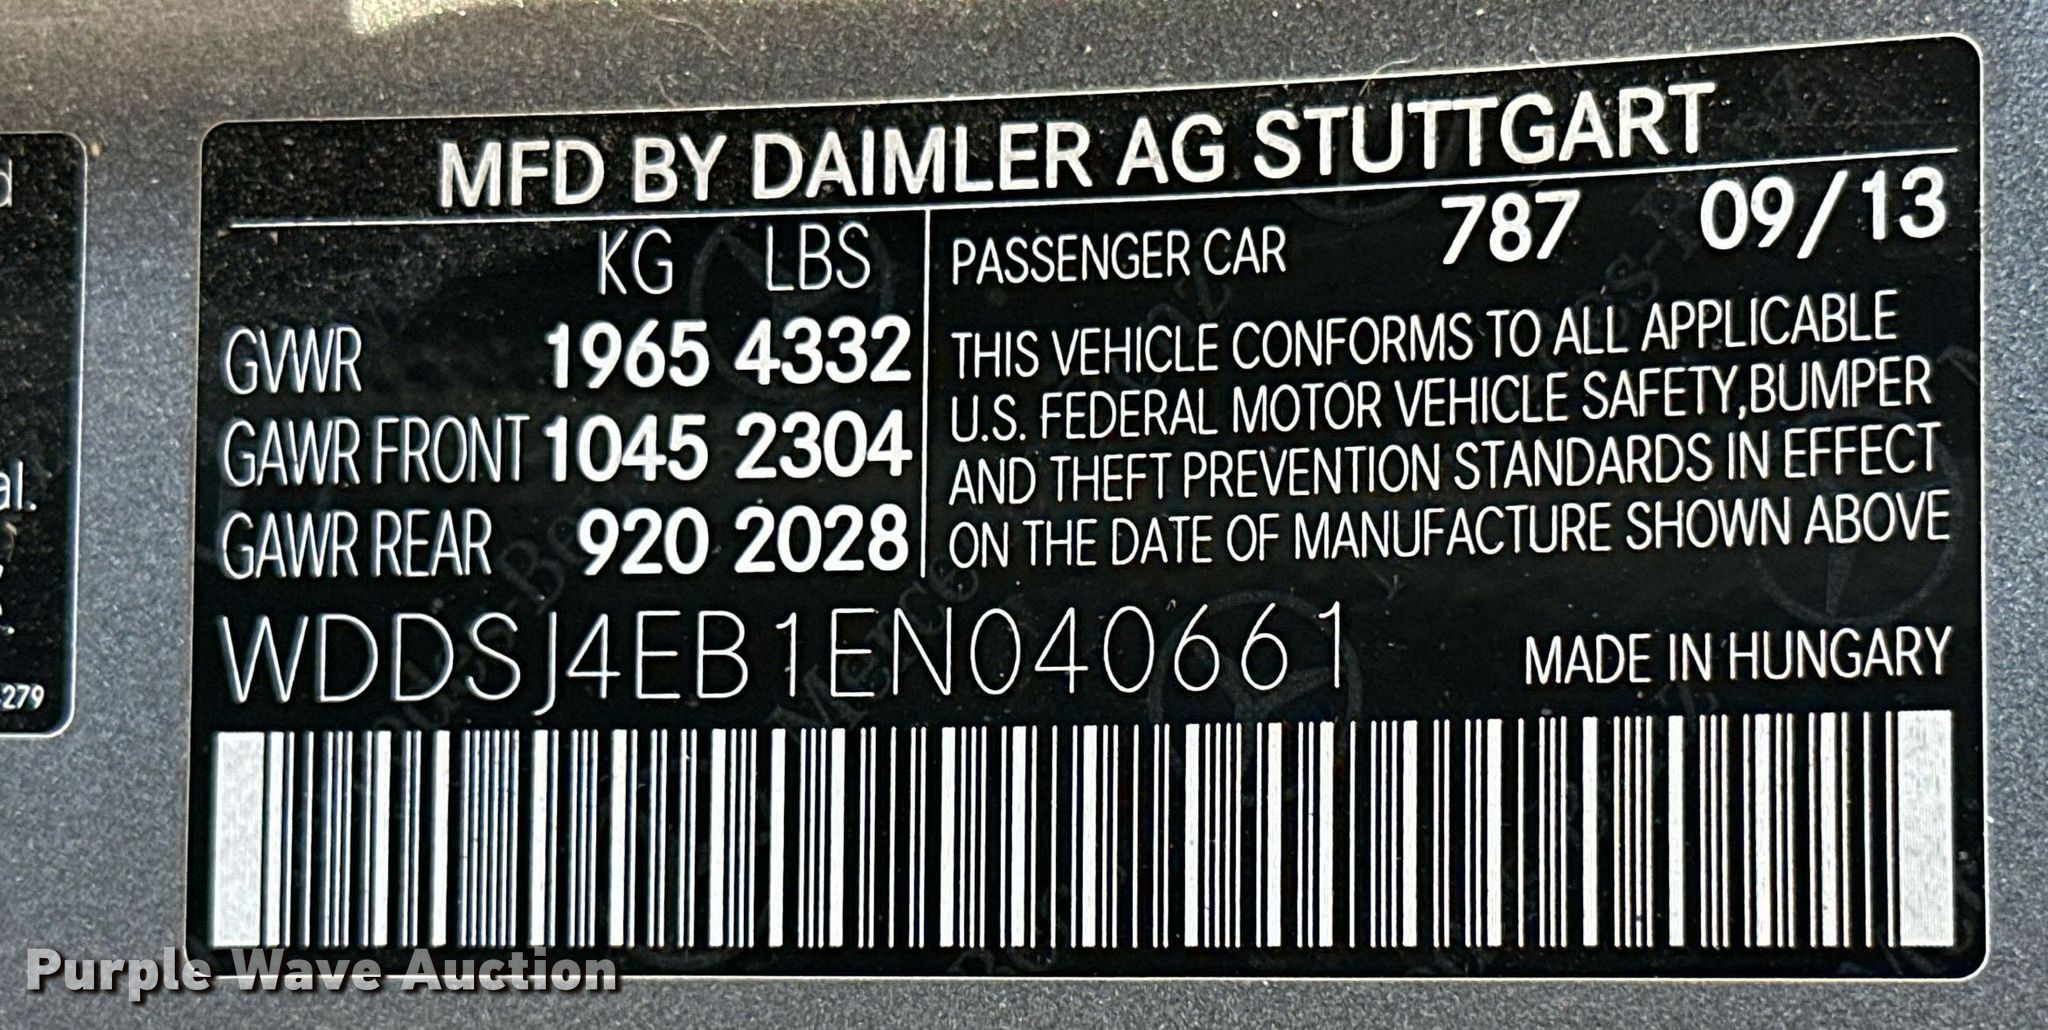 MFD BY DAIMLER AG STUTTGART
KG LBS
PASSENGER CAR 787 09/13
GVWR 1965 4332
GAWR FRONT 1045 2304
GAWR REAR 920 2028
THIS VEHICLE CONFORMS TO ALL APPLICABLE
U.S. FEDERAL MOTOR VEHICLE SAFETY,BUMPER
AND THEFT PREVENTION STANDARDS IN EFFECT
ON THE DATE OF MANUFACTURE SHOWN ABOVE
WDDSJ4EB1EN040661
MADE IN HUNGARY
279
Purple Wave Auction